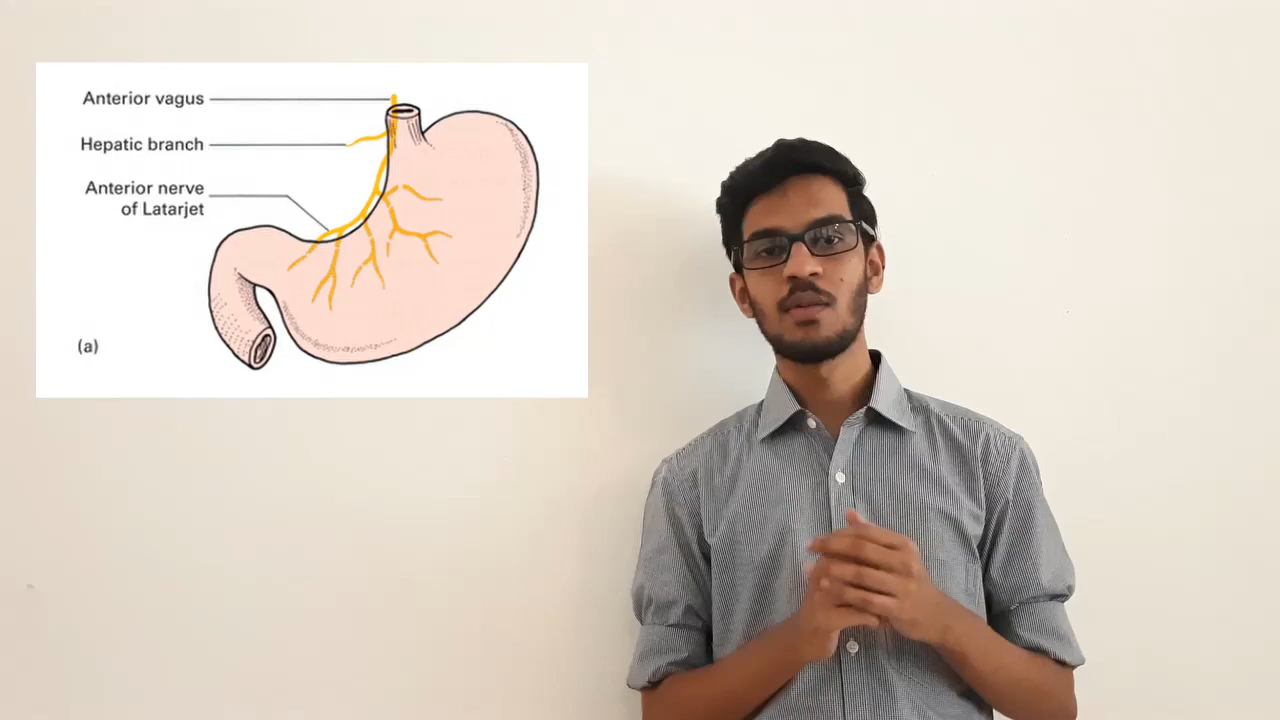 Anterior vagus
Hepatic branch
Anterior nerve
of Latarjet
(a)